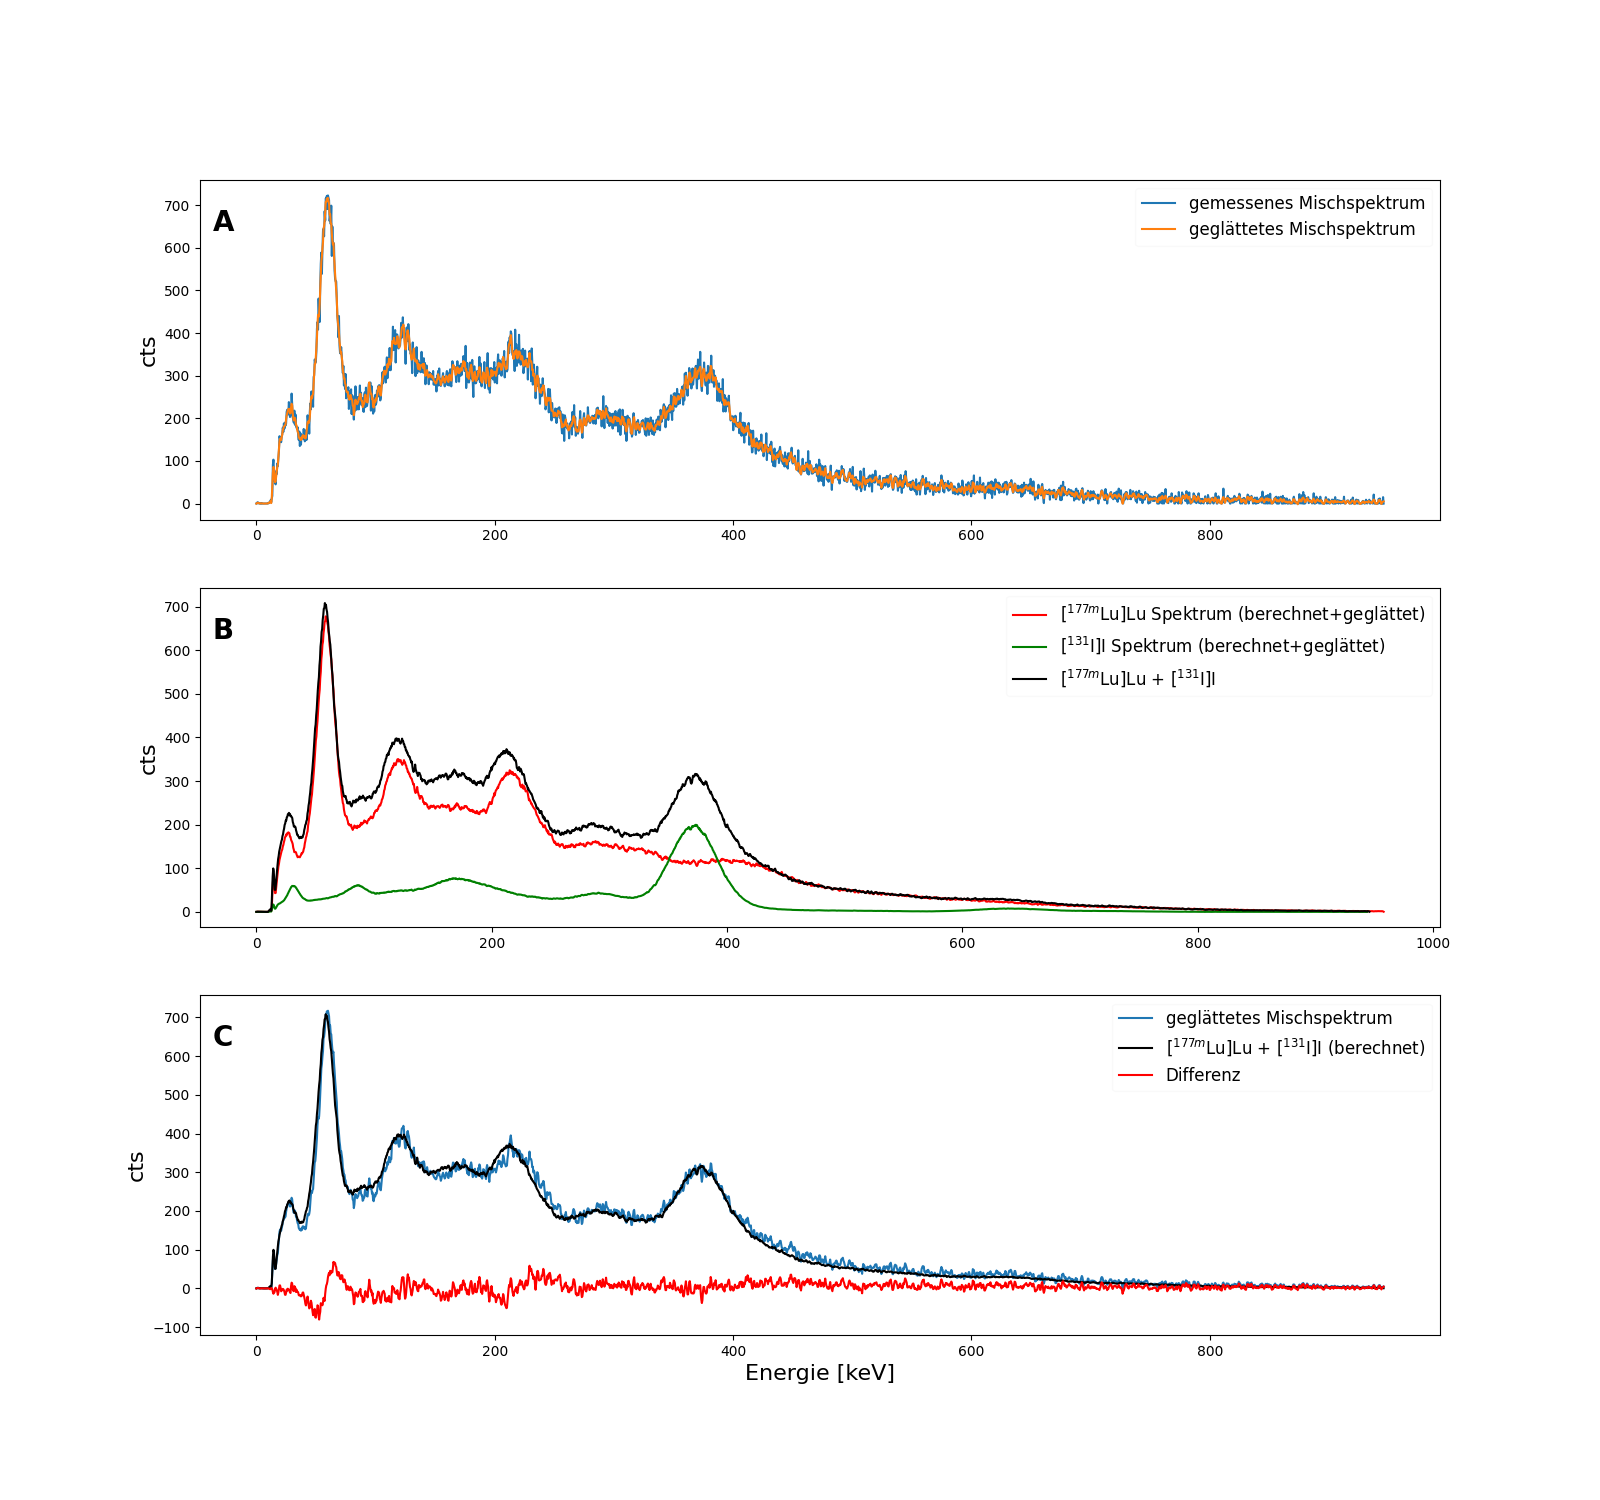 A
gemessenes Mischspektrum
geglättetes Mischspektrum
cts
700
600
500
400
300
200
100
0
0 200 400 600 800
B
[¹⁷⁷ᵐLu]Lu Spektrum (berechnet+geglättet)
[¹³¹I]I Spektrum (berechnet+geglättet)
[¹⁷⁷ᵐLu]Lu + [¹³¹I]I
cts
700
600
500
400
300
200
100
0
0 200 400 600 800 1000
C
geglättetes Mischspektrum
[¹⁷⁷ᵐLu]Lu + [¹³¹I]I (berechnet)
Differenz
cts
700
600
500
400
300
200
100
0
−100
0 200 400 600 800
Energie [keV]